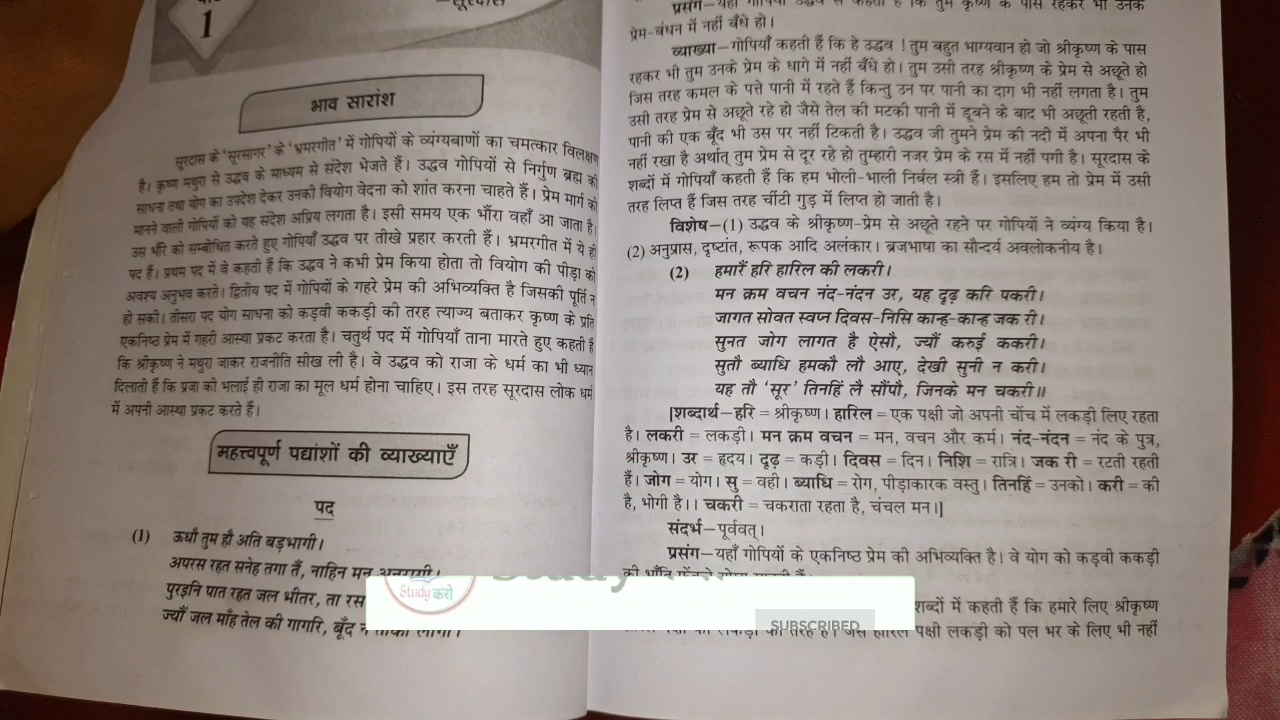 1
–सूरदास
भाव सारांश
सूरदास के 'सूरसागर' के 'भ्रमरगीत' में गोपियों के व्यंग्यबाणों का चमत्कार विलक्षण
है। कृष्ण मथुरा से उद्धव के माध्यम से संदेश भेजते हैं। उद्धव गोपियों से निर्गुण ब्रह्म की
साधना तथा योग का उपदेश देकर उनकी वियोग वेदना को शांत करना चाहते हैं। प्रेम मार्ग को
मानने वाली गोपियों को यह संदेश अप्रिय लगता है। इसी समय एक भौंरा वहाँ आ जाता है।
उस भौंरे को सम्बोधित करते हुए गोपियाँ उद्धव पर तीखे प्रहार करती हैं। भ्रमरगीत में ये ही
पद हैं। प्रथम पद में वे कहती हैं कि उद्धव ने कभी प्रेम किया होता तो वियोग की पीड़ा को
अवश्य अनुभव करते। द्वितीय पद में गोपियों के गहरे प्रेम की अभिव्यक्ति है जिसकी पूर्ति न
हो सकी। तीसरा पद योग साधना को कड़वी ककड़ी की तरह त्याज्य बताकर कृष्ण के प्रति
एकनिष्ठ प्रेम में गहरी आस्था प्रकट करता है। चतुर्थ पद में गोपियाँ ताना मारते हुए कहती हैं
कि श्रीकृष्ण ने मथुरा जाकर राजनीति सीख ली है। वे उद्धव को राजा के धर्म का भी ध्यान
दिलाती हैं कि प्रजा की भलाई ही राजा का मूल धर्म होना चाहिए। इस तरह सूरदास लोक धर्म
में अपनी आस्था प्रकट करते हैं।
महत्त्वपूर्ण पद्यांशों की व्याख्याएँ
पद
(1) ऊधौ तुम हौ अति बड़भागी।
अपरस रहत सनेह तगा तैं, नाहिन मन अनुरागी।
पुरइनि पात रहत जल भीतर, ता रस
ज्यौं जल माँह तेल की गागरि, बूँद न ताकौं लागी।
प्रसंग–यहाँ गोपियाँ उद्धव से कहती हैं कि तुम कृष्ण के पास रहकर भी उनके
प्रेम-बंधन में नहीं बँधे हो।
व्याख्या–गोपियाँ कहती हैं कि हे उद्धव ! तुम बहुत भाग्यवान हो जो श्रीकृष्ण के पास
रहकर भी तुम उनके प्रेम के धागे में नहीं बँधे हो। तुम उसी तरह श्रीकृष्ण के प्रेम से अछूते हो
जिस तरह कमल के पत्ते पानी में रहते हैं किन्तु उन पर पानी का दाग भी नहीं लगता है। तुम
उसी तरह प्रेम से अछूते रहे हो जैसे तेल की मटकी पानी में डूबने के बाद भी अछूती रहती है,
पानी की एक बूँद भी उस पर नहीं टिकती है। उद्धव जी तुमने प्रेम की नदी में अपना पैर भी
नहीं रखा है अर्थात् तुम प्रेम से दूर रहे हो तुम्हारी नजर प्रेम के रस में नहीं पगी है। सूरदास के
शब्दों में गोपियाँ कहती हैं कि हम भोली-भाली निर्बल स्त्री हैं। इसलिए हम तो प्रेम में उसी
तरह लिप्त हैं जिस तरह चींटी गुड़ में लिप्त हो जाती है।
विशेष–(1) उद्धव के श्रीकृष्ण-प्रेम से अछूते रहने पर गोपियों ने व्यंग्य किया है।
(2) अनुप्रास, दृष्टांत, रूपक आदि अलंकार। ब्रजभाषा का सौन्दर्य अवलोकनीय है।
(2) हमारैं हरि हारिल की लकरी।
मन क्रम वचन नंद-नंदन उर, यह दृढ़ करि पकरी।
जागत सोवत स्वप्न दिवस-निसि कान्ह-कान्ह जक री।
सुनत जोग लागत है ऐसौ, ज्यौं करुई ककरी।
सुतौ ब्याधि हमकौ लौ आए, देखी सुनी न करी।
यह तौ 'सूर' तिनहिं लै सौंपौ, जिनके मन चकरी॥
[शब्दार्थ–हरि = श्रीकृष्ण। हारिल = एक पक्षी जो अपनी चोंच में लकड़ी लिए रहता
है। लकरी = लकड़ी। मन क्रम वचन = मन, वचन और कर्म। नंद-नंदन = नंद के पुत्र,
श्रीकृष्ण। उर = हृदय। दृढ़ = कड़ी। दिवस = दिन। निशि = रात्रि। जक री = रटती रहती
हैं। जोग = योग। सु = वही। ब्याधि = रोग, पीड़ाकारक वस्तु। तिनहिं = उनको। करी = की
है, भोगी है।। चकरी = चकराता रहता है, चंचल मन।]
संदर्भ–पूर्ववत्।
प्रसंग–यहाँ गोपियों के एकनिष्ठ प्रेम की अभिव्यक्ति है। वे योग को कड़वी ककड़ी
शब्दों में कहती हैं कि हमारे लिए श्रीकृष्ण
की तरह हैं। जैसे हारिल पक्षी लकड़ी को पल भर के लिए भी नहीं
Study करो
SUBSCRIBED